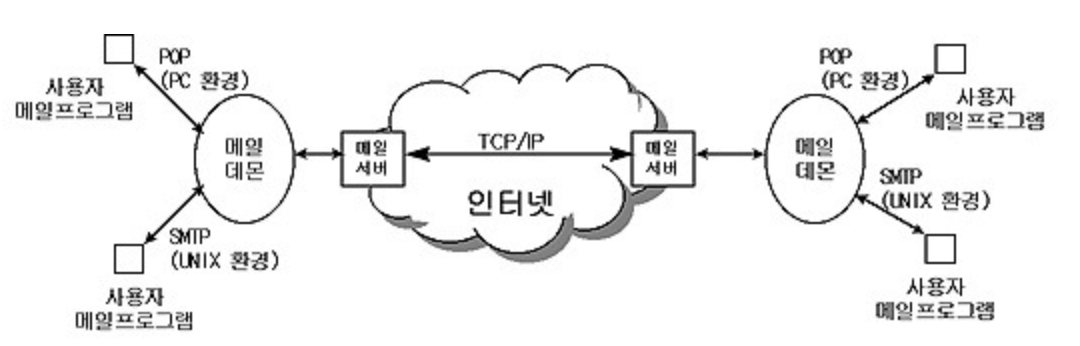 POP
(PC 환경)
사용자
메일프로그램
메일
데몬
SMTP
(UNIX 환경)
사용자
메일프로그램
메일
서버
TCP/IP
인터넷
메일
서버
메일
데몬
POP
(PC 환경)
사용자
메일프로그램
SMTP
(UNIX 환경)
사용자
메일프로그램